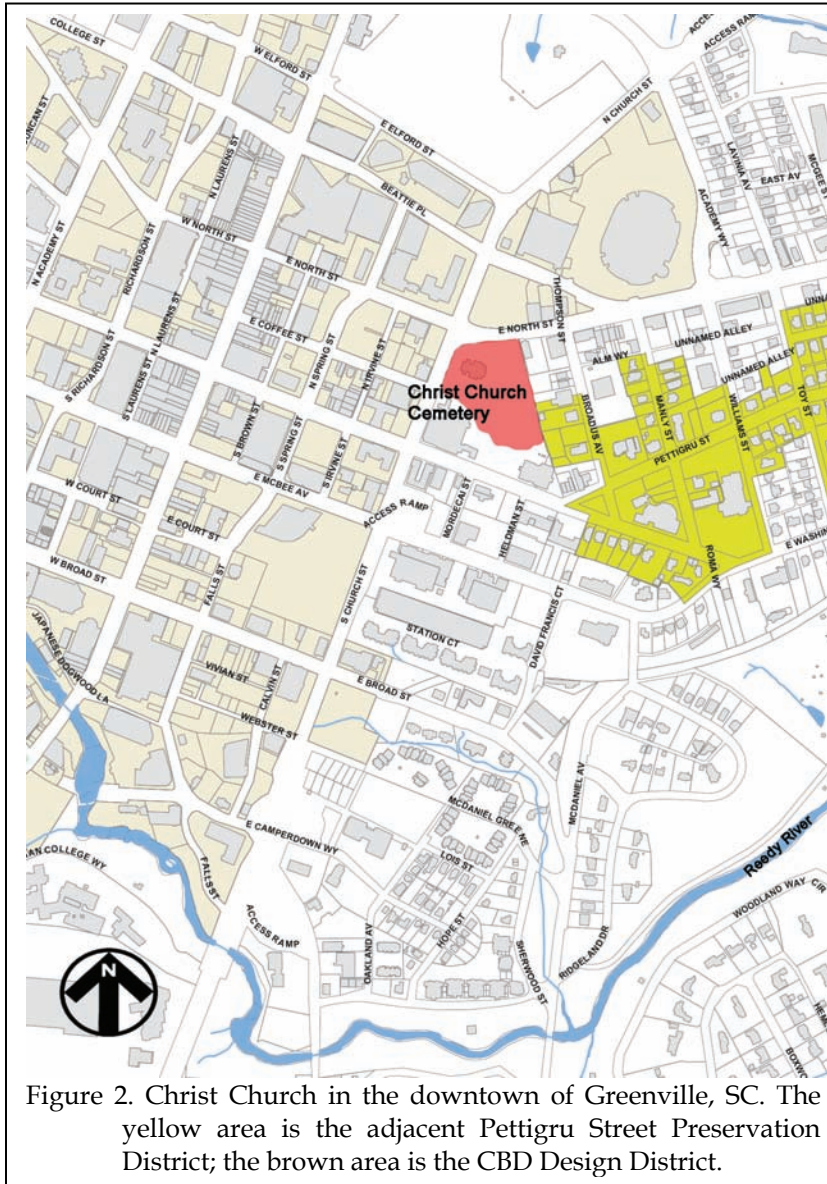 COLLEGE ST
W ELFORD ST
ACCESS RAMP
N CHURCH ST
E ELFORD ST
BEATTIE PL
N LAURENS ST
LAVINIA AV
EAST AV
MCGEE ST
ACADEMY WY
N ACADEMY ST
RICHARDSON ST
W NORTH ST
E NORTH ST
THOMPSON ST
E NORTH ST
UNNAMED ALLEY
S RICHARDSON ST
S LAURENS ST
N LAURENS ST
E COFFEE ST
N SPRING ST
N IRVINE ST
ALM WY
UNNAMED ALLEY
Christ Church
Cemetery
BROADUS AV
MANLY ST
WILLIAMS ST
TOY ST
PETTIGRU ST
S BROWN ST
S SPRING ST
S IRVINE ST
E MCBEE AV
W COURT ST
E COURT ST
ACCESS RAMP
MORDECAI ST
HELDMAN ST
ROMA WY
W BROAD ST
FALLS ST
S CHURCH ST
STATION CT
DAVID FRANCIS CT
JAPANESE DOGWOOD LA
VIVIAN ST
CALVIN ST
E BROAD ST
WEBSTER ST
MCDANIEL AV
MCDANIEL GREENE
E CAMPERDOWN WY
LOIS ST
Reedy River
FALLS ST
WOODLAND WAY CIR
ACCESS RAMP
OAKLAND AV
HOPE ST
SHERWOOD ST
RIDGELAND DR
N
Figure 2. Christ Church in the downtown of Greenville, SC. The
yellow area is the adjacent Pettigru Street Preservation
District; the brown area is the CBD Design District.